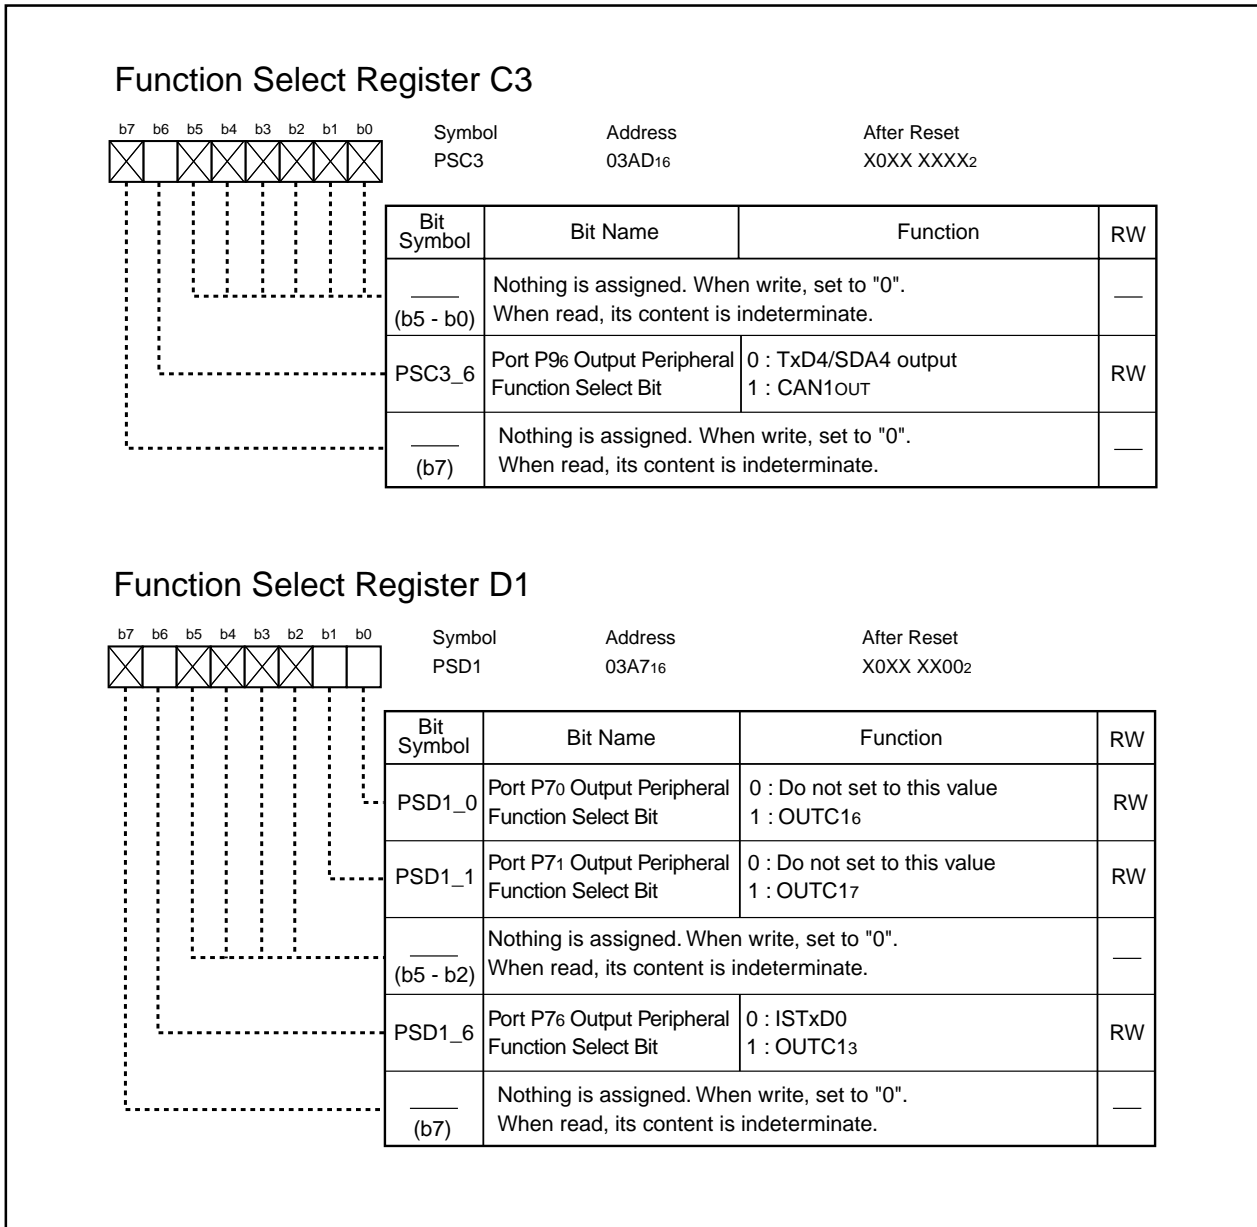 Function Select Register C3
b7 b6 b5 b4 b3 b2 b1 b0
Symbol Address After Reset
PSC3 03AD16 X0XX XXXX2
Bit Symbol Bit Name Function RW
(b5 - b0) Nothing is assigned. When write, set to "0".
When read, its content is indeterminate.
PSC3_6 Port P96 Output Peripheral 0 : TxD4/SDA4 output RW
Function Select Bit 1 : CAN1OUT
(b7) Nothing is assigned. When write, set to "0".
When read, its content is indeterminate.
Function Select Register D1
b7 b6 b5 b4 b3 b2 b1 b0
Symbol Address After Reset
PSD1 03A716 X0XX XX002
Bit Symbol Bit Name Function RW
PSD1_0 Port P70 Output Peripheral 0 : Do not set to this value RW
Function Select Bit 1 : OUTC16
PSD1_1 Port P71 Output Peripheral 0 : Do not set to this value RW
Function Select Bit 1 : OUTC17
(b5 - b2) Nothing is assigned. When write, set to "0".
When read, its content is indeterminate.
PSD1_6 Port P76 Output Peripheral 0 : ISTxD0 RW
Function Select Bit 1 : OUTC13
(b7) Nothing is assigned. When write, set to "0".
When read, its content is indeterminate.